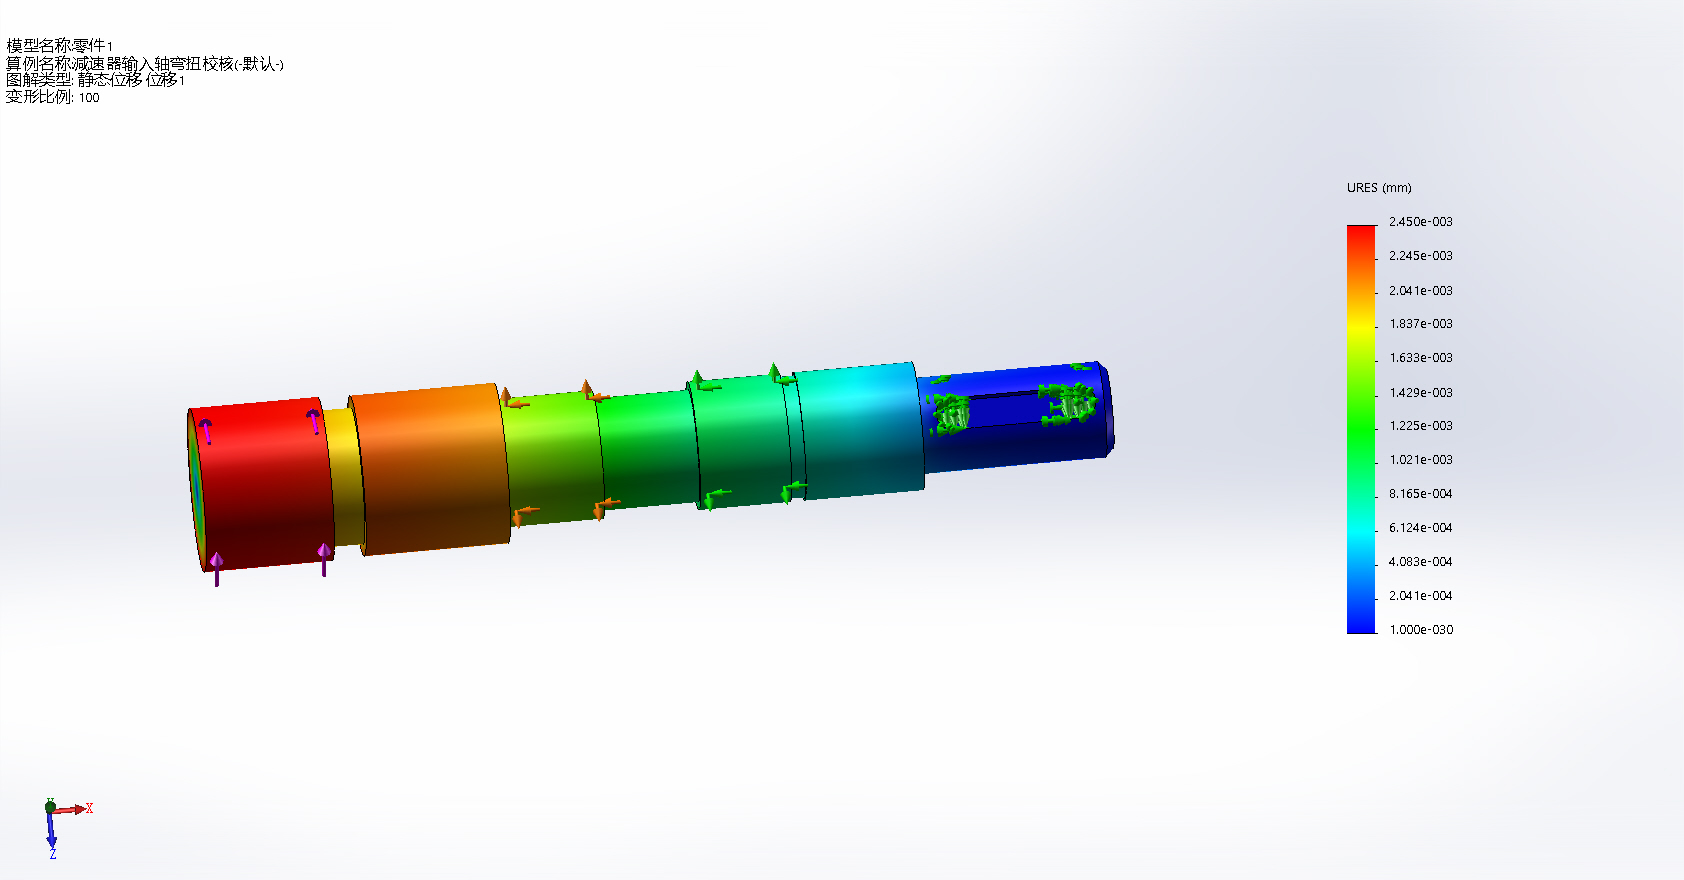 模型名称:零件1
算例名称:减速器输入轴弯扭校核(-默认-)
图解类型: 静态位移 位移1
变形比例: 100
URES (mm)
2.450e-003
2.245e-003
2.041e-003
1.837e-003
1.633e-003
1.429e-003
1.225e-003
1.021e-003
8.165e-004
6.124e-004
4.083e-004
2.041e-004
1.000e-030
Y
X
Z